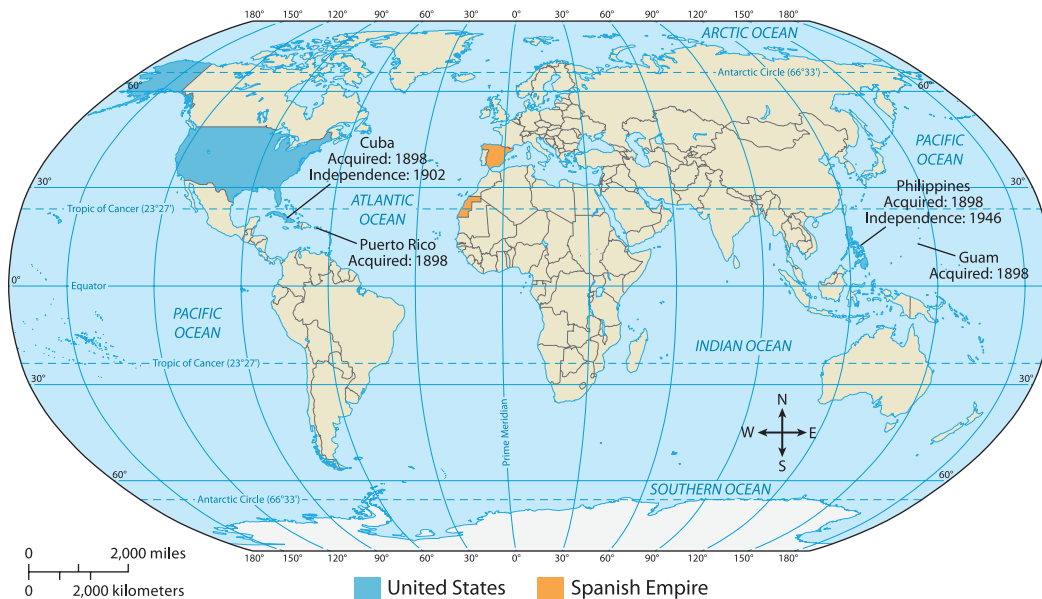 180° 150° 120° 90° 60° 30° 0° 30° 60° 90° 120° 150° 180°
ARCTIC OCEAN
Antarctic Circle (66°33')
60°
60°
Cuba
Acquired: 1898
Independence: 1902
PACIFIC
OCEAN
30°
30°
Philippines
Acquired: 1898
Independence: 1946
ATLANTIC
OCEAN
Tropic of Cancer (23°27')
Puerto Rico
Acquired: 1898
Guam
Acquired: 1898
0°
Equator
0°
PACIFIC
OCEAN
INDIAN OCEAN
Tropic of Cancer (23°27')
30°
30°
Prime Meridian
N
W
E
S
60°
60°
SOUTHERN OCEAN
Antarctic Circle (66°33')
180° 150° 120° 90° 60° 30° 0° 30° 60° 90° 120° 150° 180°
0 2,000 miles
0 2,000 kilometers
United States
Spanish Empire